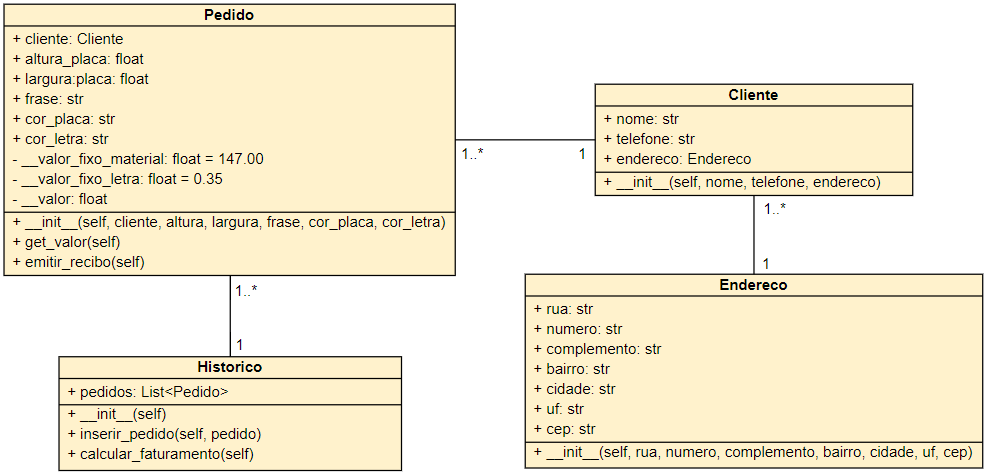 Pedido
+ cliente: Cliente
+ altura_placa: float
+ largura:placa: float
+ frase: str
+ cor_placa: str
+ cor_letra: str
- __valor_fixo_material: float = 147.00
- __valor_fixo_letra: float = 0.35
- __valor: float
+ __init__(self, cliente, altura, largura, frase, cor_placa, cor_letra)
+ get_valor(self)
+ emitir_recibo(self)
1..*
1
Cliente
+ nome: str
+ telefone: str
+ endereco: Endereco
+ __init__(self, nome, telefone, endereco)
1..*
1
Endereco
+ rua: str
+ numero: str
+ complemento: str
+ bairro: str
+ cidade: str
+ uf: str
+ cep: str
+ __init__(self, rua, numero, complemento, bairro, cidade, uf, cep)
1..*
1
Historico
+ pedidos: List<Pedido>
+ __init__(self)
+ inserir_pedido(self, pedido)
+ calcular_faturamento(self)